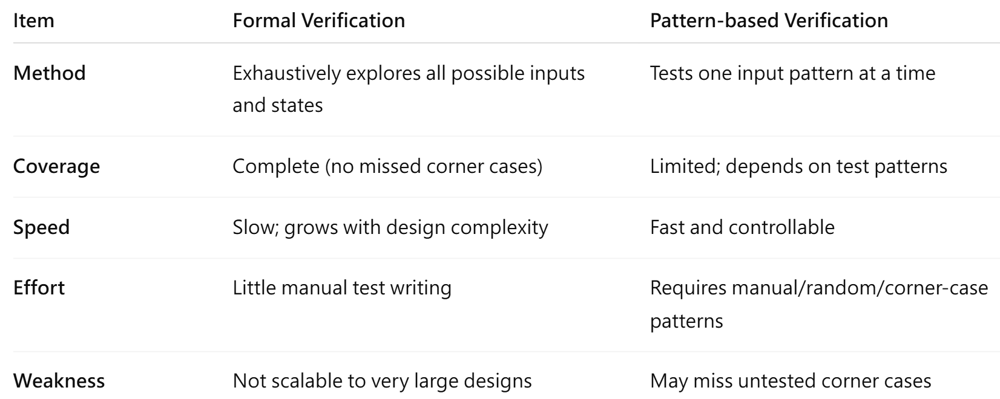 Item Formal Verification Pattern-based Verification
Method Exhaustively explores all possible inputs Tests one input pattern at a time
and states
Coverage Complete (no missed corner cases) Limited; depends on test patterns
Speed Slow; grows with design complexity Fast and controllable
Effort Little manual test writing Requires manual/random/corner-case
patterns
Weakness Not scalable to very large designs May miss untested corner cases